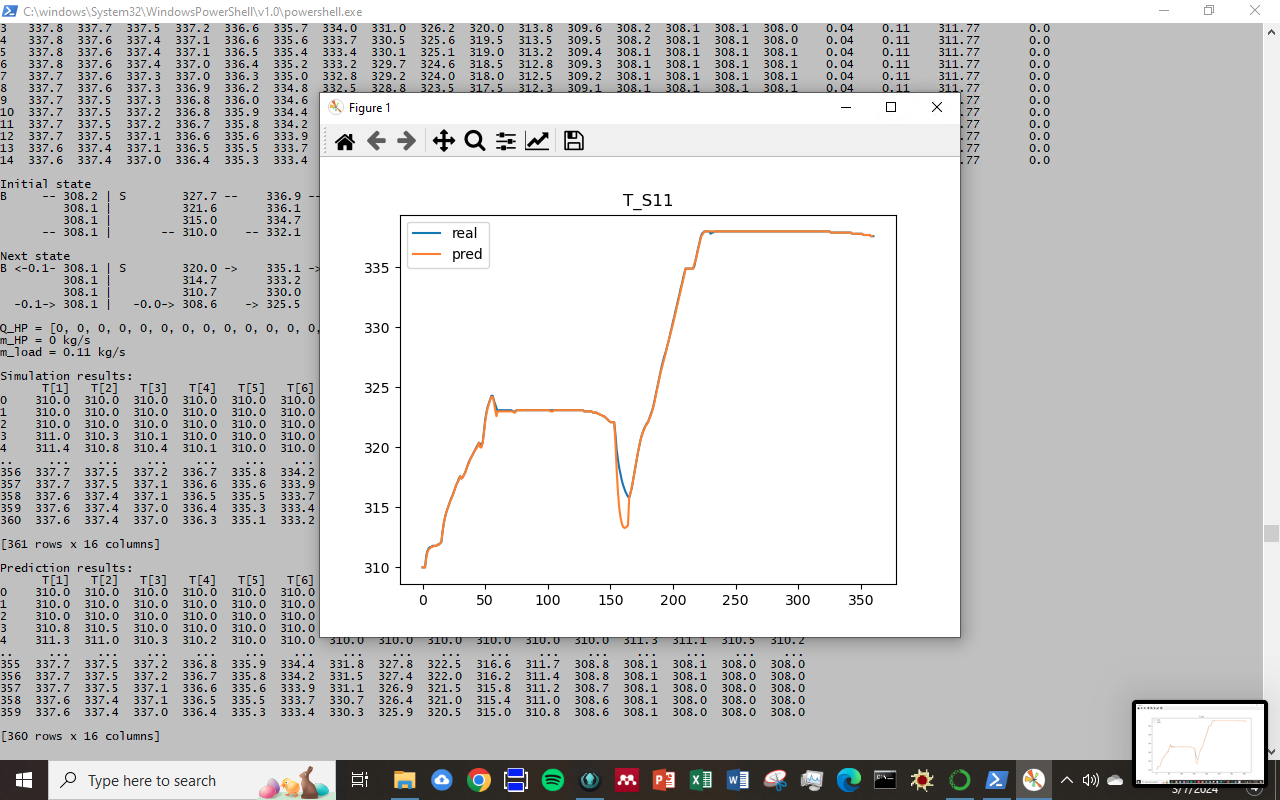 C:\windows\System32\WindowsPowerShell\v1.0\powershell.exe
3 337.8 337.7 337.5 337.2 336.6 335.7 334.0 331.0 326.2 320.0 313.8 309.6 308.2 308.1 308.1 308.0 0.04 0.11 311.77 0.0
4 337.8 337.6 337.4 337.1 336.5 335.6 333.7 330.5 325.6 319.5 313.5 309.5 308.2 308.1 308.1 308.0 0.04 0.11 311.77 0.0
5 337.8 337.6 337.4 337.1 336.5 335.4 333.4 330.1 325.1 319.0 313.2 309.4 308.1 308.1 308.1 308.0 0.04 0.11 311.77 0.0
6 337.8 337.6 337.4 337.0 336.4 335.2 333.2 329.7 324.6 318.5 312.8 309.3 308.1 308.1 308.1 308.0 0.04 0.11 311.77 0.0
7 337.7 337.6 337.3 337.0 336.3 335.0 332.8 329.2 324.0 318.0 312.5 309.2 308.1 308.1 308.1 308.0 0.04 0.11 311.77 0.0
8 337.7 337.6 337.3 336.9 336.2 334.8 332.5 328.8 323.5 317.5 312.3 309.1 308.1 308.1 308.0 308.0 0.04 0.11 311.77 0.0
9 337.7 337.5 337.3 336.8 336.0 334.6 .77 0.0
10 337.7 337.5 337.2 336.8 335.9 334.4 .77 0.0
11 337.7 337.5 337.2 336.7 335.8 334.2 .77 0.0
12 337.7 337.5 337.1 336.6 335.6 333.9 .77 0.0
13 337.6 337.4 337.1 336.5 335.5 333.7 .77 0.0
14 337.6 337.4 337.0 336.4 335.3 333.4 .77 0.0
Initial state
B -- 308.2 | S 327.7 -- 336.9 --
308.1 | 321.6 336.1
308.1 | 315.0 334.7
-- 308.1 | -- 310.0 -- 332.1
Next state
B <-0.1- 308.1 | S 320.0 -> 335.1 ->
308.1 | 314.7 333.2
308.1 | 310.7 330.0
-0.1-> 308.1 | -0.0-> 308.6 -> 325.5
Q_HP = [0, 0, 0, 0, 0, 0, 0, 0, 0, 0, 0, 0, 0,
m_HP = 0 kg/s
m_load = 0.11 kg/s
Simulation results:
T[1] T[2] T[3] T[4] T[5] T[6]
0 310.0 310.0 310.0 310.0 310.0 310.0
1 310.0 310.0 310.0 310.0 310.0 310.0
2 310.0 310.0 310.0 310.0 310.0 310.0
3 311.0 310.3 310.1 310.0 310.0 310.0
4 311.4 310.8 310.4 310.1 310.0 310.0
.. ... ... ... ... ... ...
356 337.7 337.5 337.2 336.7 335.8 334.2
357 337.7 337.5 337.1 336.6 335.6 333.9
358 337.6 337.4 337.1 336.5 335.5 333.7
359 337.6 337.4 337.0 336.4 335.3 333.4
360 337.6 337.4 337.0 336.3 335.1 333.2
[361 rows x 16 columns]
Prediction results:
T[1] T[2] T[3] T[4] T[5] T[6]
0 310.0 310.0 310.0 310.0 310.0 310.0
1 310.0 310.0 310.0 310.0 310.0 310.0
2 310.0 310.0 310.0 310.0 310.0 310.0
3 310.8 310.5 310.0 310.0 310.0 310.0
4 311.3 311.5 310.3 310.2 310.0 310.0 310.0 310.0 310.0 310.0 310.0 310.0 311.3 311.1 310.5 310.2
.. ... ... ... ... ... ... ... ... ... ... ... ... ... ... ... ...
355 337.7 337.5 337.2 336.8 335.9 334.4 331.8 327.8 322.5 316.6 311.7 308.8 308.1 308.1 308.0 308.0
356 337.7 337.5 337.2 336.7 335.8 334.2 331.5 327.4 322.0 316.2 311.4 308.8 308.1 308.1 308.0 308.0
357 337.7 337.5 337.1 336.6 335.6 333.9 331.1 326.9 321.5 315.8 311.2 308.7 308.1 308.0 308.0 308.0
358 337.6 337.4 337.1 336.5 335.5 333.7 330.7 326.4 321.0 315.4 311.0 308.6 308.1 308.0 308.0 308.0
359 337.6 337.4 337.0 336.4 335.3 333.4 330.3 325.9 320.5 315.0 310.8 308.6 308.1 308.0 308.0 308.0
[360 rows x 16 columns]
Figure 1
T_S11
real
pred
335
330
325
320
315
310
0 50 100 150 200 250 300 350
Type here to search
3/7/2024